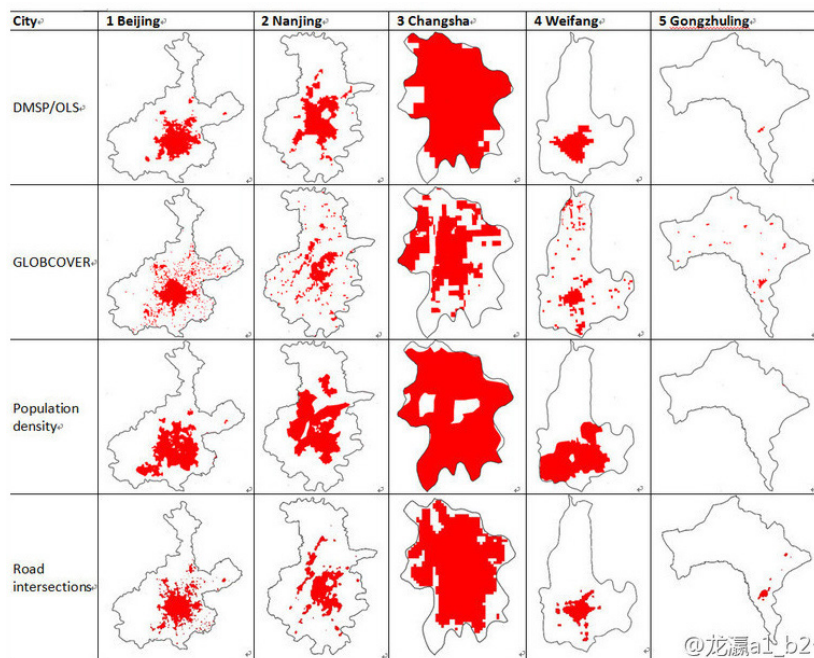 City 1 Beijing 2 Nanjing 3 Changsha 4 Weifang 5 Gongzhuling
DMSP/OLS
GLOBCOVER
Population
density
Road
intersections
@龙瀛a1_b2